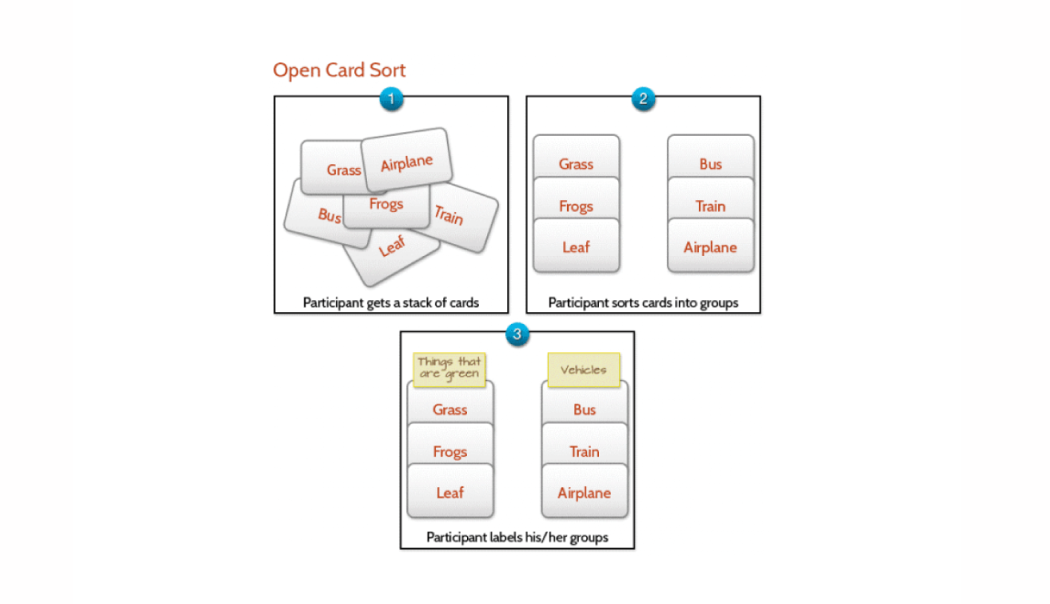 Open Card Sort
1
Grass
Airplane
Bus
Frogs
Train
Leaf
Participant gets a stack of cards
2
Grass
Frogs
Leaf
Bus
Train
Airplane
Participant sorts cards into groups
3
Things that
are green
Grass
Frogs
Leaf
Vehicles
Bus
Train
Airplane
Participant labels his/her groups